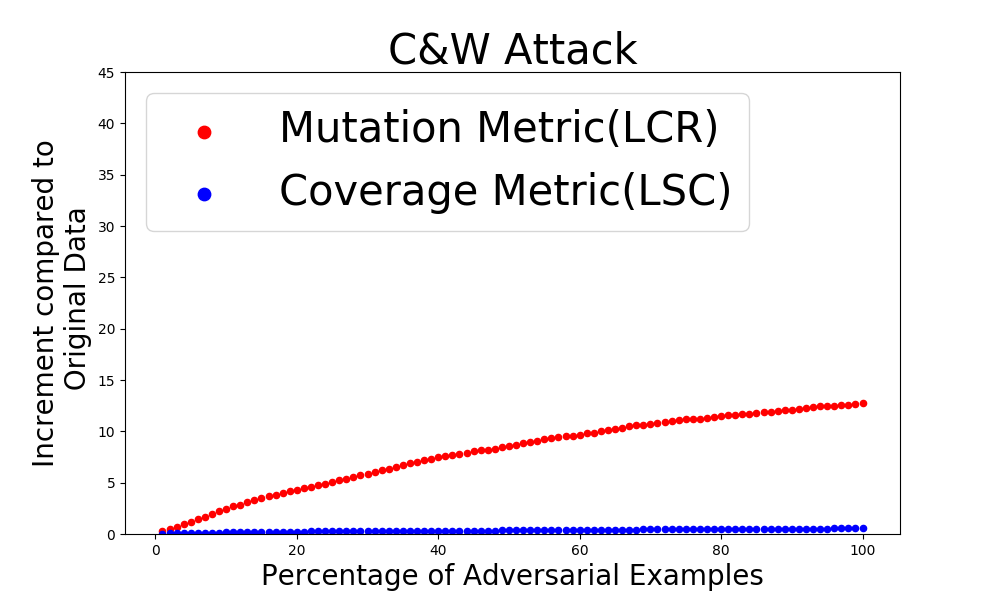 C&W Attack
Mutation Metric(LCR)
Coverage Metric(LSC)
Increment compared to
Original Data
45
40
35
30
25
20
15
10
5
0
0 20 40 60 80 100
Percentage of Adversarial Examples